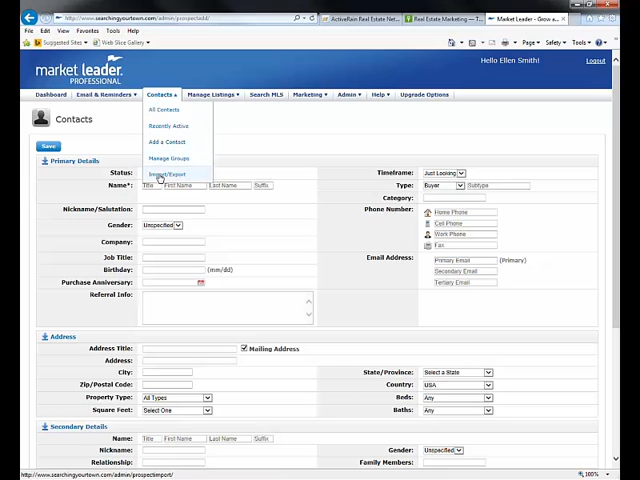 http://www.searchingyourtown.com/admin/prospectadd/
ActiveRain Real Estate Net...
Real Estate Marketing — T...
Market Leader - Grow a...
File Edit View Favorites Tools Help
Suggested Sites Web Slice Gallery
Page Safety Tools
market leader.
PROFESSIONAL
Hello Ellen Smith!
Logout
Dashboard Email & Reminders Contacts Manage Listings Search MLS Marketing Admin Help Upgrade Options
All Contacts
Recently Active
Add a Contact
Manage Groups
Import/Export
Contacts
Save
Primary Details
Status:
Timeframe: Just Looking
Name*: Title First Name Last Name Suffix
Type: Buyer Subtype
Category:
Nickname/Salutation:
Phone Number: Home Phone
Cell Phone
Work Phone
Fax
Gender: Unspecified
Company:
Job Title:
Email Address: Primary Email (Primary)
Secondary Email
Tertiary Email
Birthday: (mm/dd)
Purchase Anniversary:
Referral Info:
Address
Address Title: Mailing Address
Address:
City:
State/Province: Select a State
Zip/Postal Code:
Country: USA
Property Type: All Types
Beds: Any
Square Feet: Select One
Baths: Any
Secondary Details
Name: Title First Name Last Name Suffix
Nickname:
Gender: Unspecified
Relationship:
Family Members:
http://www.searchingyourtown.com/admin/prospectimport/
100%